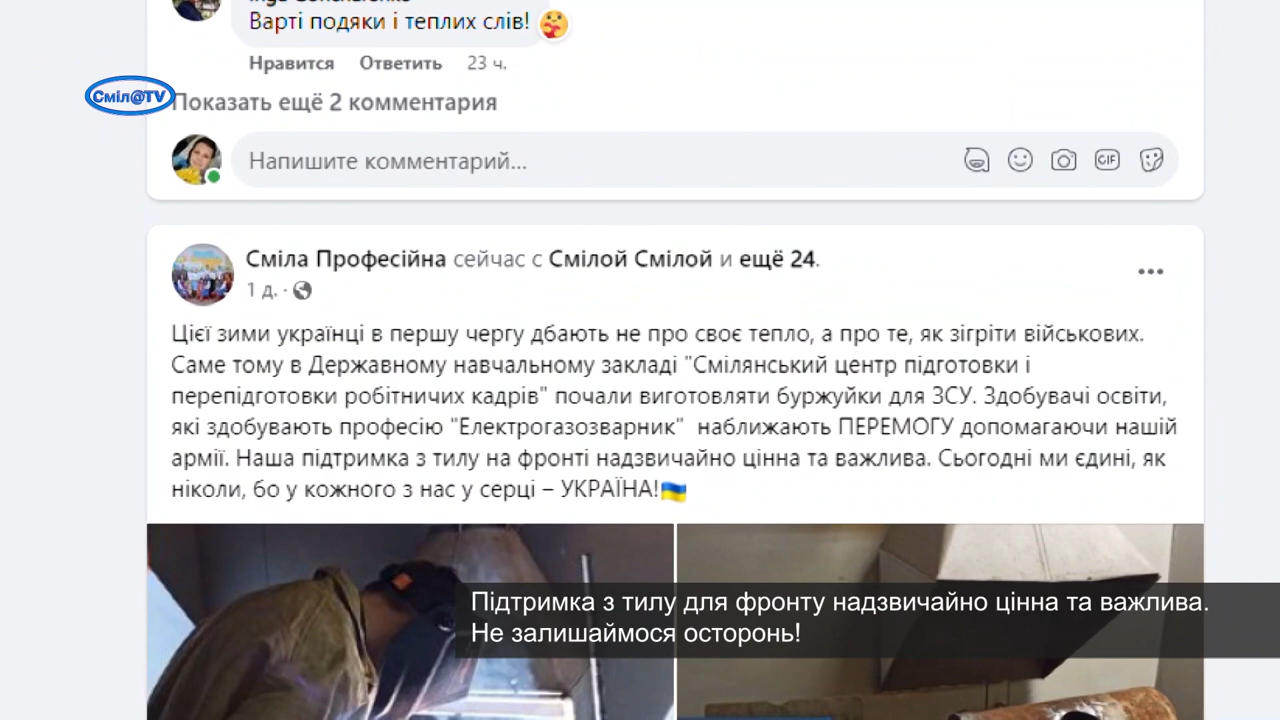 Варті подяки і теплих слів!
Нравится Ответить 23 ч.
Сміл@TV
Показать ещё 2 комментария
Напишите комментарий...
GIF
Сміла Професійна сейчас с Смілой Смілой и ещё 24.
1 д. ·
Цієї зими українці в першу чергу дбають не про своє тепло, а про те, як зігріти військових.
Саме тому в Державному навчальному закладі "Смілянський центр підготовки і
перепідготовки робітничих кадрів" почали виготовляти буржуйки для ЗСУ. Здобувачі освіти,
які здобувають професію "Електрогазозварник" наближають ПЕРЕМОГУ допомагаючи нашій
армії. Наша підтримка з тилу на фронті надзвичайно цінна та важлива. Сьогодні ми єдині, як
ніколи, бо у кожного з нас у серці – УКРАЇНА!
Підтримка з тилу для фронту надзвичайно цінна та важлива.
Не залишаймося осторонь!